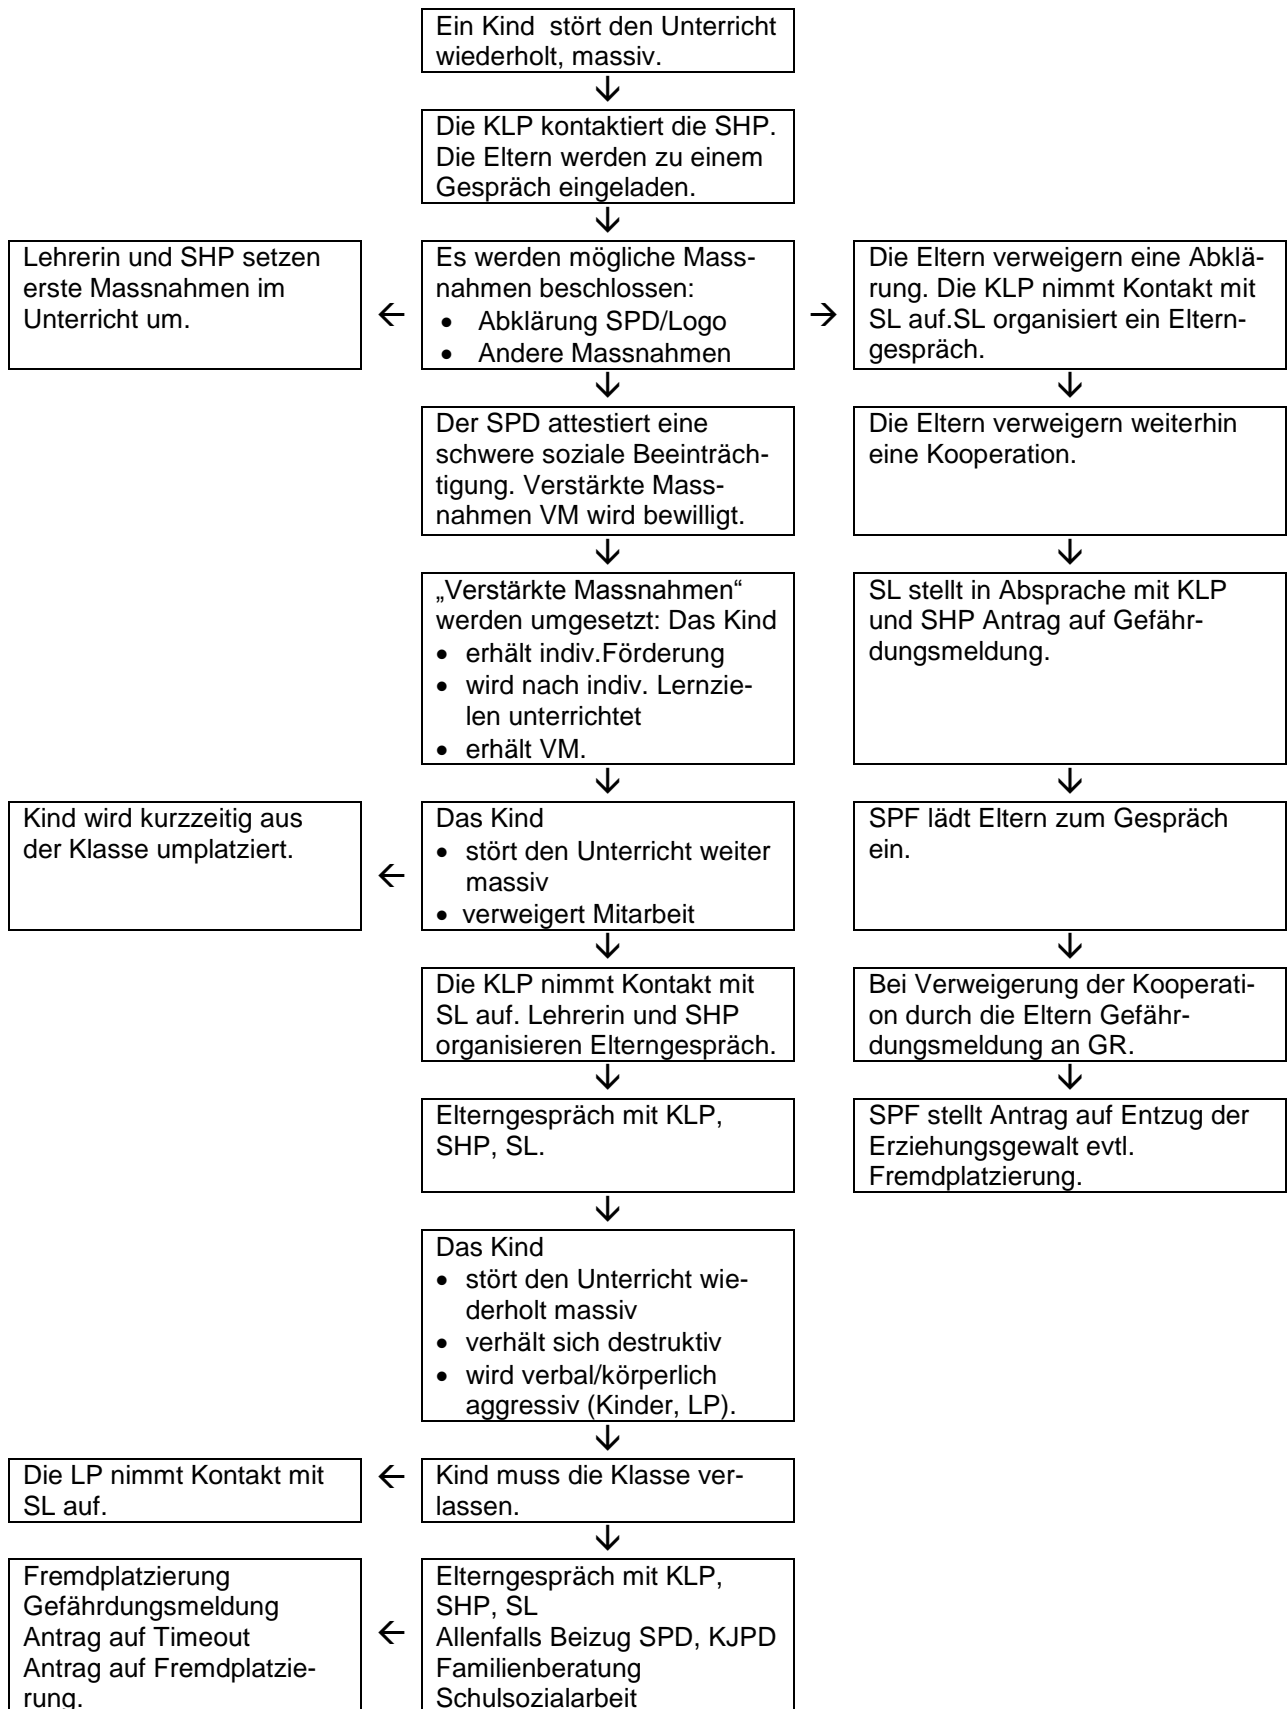 Ein Kind  stört den Unterricht
wiederholt, massiv.
↓
Die KLP kontaktiert die SHP.
Die Eltern werden zu einem
Gespräch eingeladen.
↓
Lehrerin und SHP setzen
erste Massnahmen im
Unterricht um.
←
Es werden mögliche Mass-
nahmen beschlossen:
• Abklärung SPD/Logo
• Andere Massnahmen
→
Die Eltern verweigern eine Abklä-
rung. Die KLP nimmt Kontakt mit
SL auf.SL organisiert ein Eltern-
gespräch.
↓
↓
Der SPD attestiert eine
schwere soziale Beeinträch-
tigung. Verstärkte Mass-
nahmen VM wird bewilligt.
Die Eltern verweigern weiterhin
eine Kooperation.
↓
↓
„Verstärkte Massnahmen“
werden umgesetzt: Das Kind
• erhält indiv.Förderung
• wird nach indiv. Lernzie-
len unterrichtet
• erhält VM.
SL stellt in Absprache mit KLP
und SHP Antrag auf Gefähr-
dungsmeldung.
↓
↓
Kind wird kurzzeitig aus
der Klasse umplatziert.
←
Das Kind
• stört den Unterricht weiter
massiv
• verweigert Mitarbeit
SPF lädt Eltern zum Gespräch
ein.
↓
↓
Die KLP nimmt Kontakt mit
SL auf. Lehrerin und SHP
organisieren Elterngespräch.
Bei Verweigerung der Kooperati-
on durch die Eltern Gefähr-
dungsmeldung an GR.
↓
↓
Elterngespräch mit KLP,
SHP, SL.
SPF stellt Antrag auf Entzug der
Erziehungsgewalt evtl.
Fremdplatzierung.
↓
Das Kind
• stört den Unterricht wie-
derholt massiv
• verhält sich destruktiv
• wird verbal/körperlich
aggressiv (Kinder, LP).
↓
Die LP nimmt Kontakt mit
SL auf.
←
Kind muss die Klasse ver-
lassen.
↓
Fremdplatzierung
Gefährdungsmeldung
Antrag auf Timeout
Antrag auf Fremdplatzie-
rung.
←
Elterngespräch mit KLP,
SHP, SL
Allenfalls Beizug SPD, KJPD
Familienberatung
Schulsozialarbeit